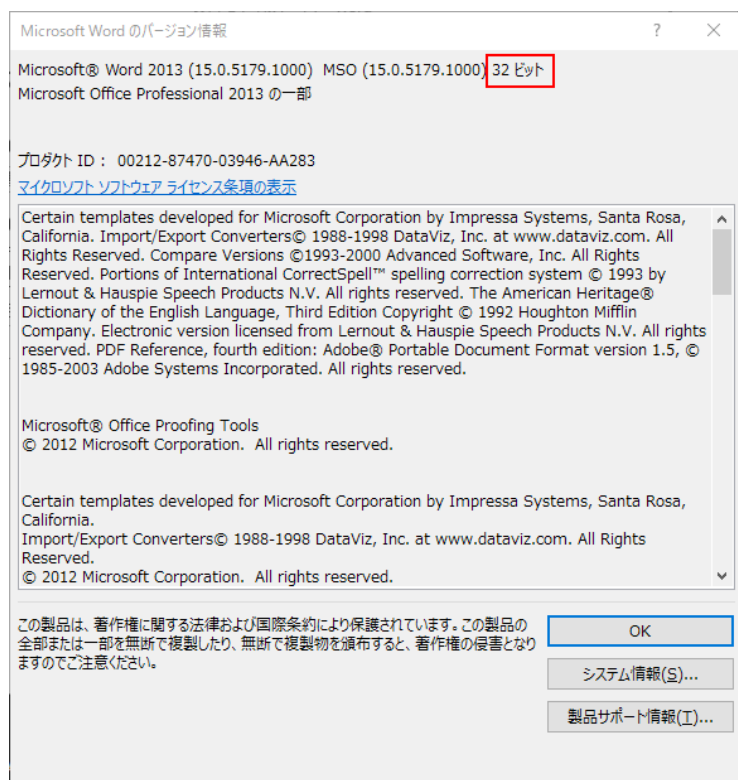 Microsoft Word のバージョン情報
Microsoft® Word 2013 (15.0.5179.1000) MSO (15.0.5179.1000) 32 ビット
Microsoft Office Professional 2013 の一部
プロダクト ID： 00212-87470-03946-AA283
マイクロソフト ソフトウェア ライセンス条項の表示
Certain templates developed for Microsoft Corporation by Impressa Systems, Santa Rosa,
California. Import/Export Converters© 1988-1998 DataViz, Inc. at www.dataviz.com. All
Rights Reserved. Compare Versions ©1993-2000 Advanced Software, Inc. All Rights
Reserved. Portions of International CorrectSpell™ spelling correction system © 1993 by
Lernout & Hauspie Speech Products N.V. All rights reserved. The American Heritage®
Dictionary of the English Language, Third Edition Copyright © 1992 Houghton Mifflin
Company. Electronic version licensed from Lernout & Hauspie Speech Products N.V. All rights
reserved. PDF Reference, fourth edition: Adobe® Portable Document Format version 1.5, ©
1985-2003 Adobe Systems Incorporated. All rights reserved.
Microsoft® Office Proofing Tools
© 2012 Microsoft Corporation. All rights reserved.
Certain templates developed for Microsoft Corporation by Impressa Systems, Santa Rosa,
California.
Import/Export Converters© 1988-1998 DataViz, Inc. at www.dataviz.com. All Rights
Reserved.
© 2012 Microsoft Corporation. All rights reserved.
この製品は、著作権に関する法律および国際条約により保護されています。この製品の
全部または一部を無断で複製したり、無断で複製物を頒布すると、著作権の侵害となり
ますのでご注意ください。
OK
システム情報(S)...
製品サポート情報(T)...